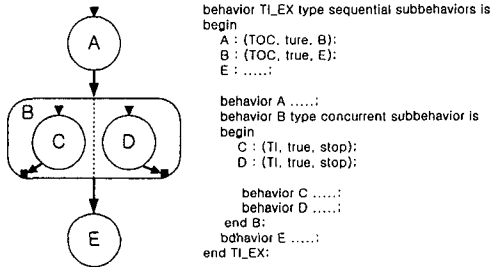 A
B
C
D
E
behavior TI_EX type sequential subbehaviors is
begin
A : (TOC, ture, B);
B : (TOC, true, E);
E : .....;
behavior A .....;
behavior B type concurrent subbehavior is
begin
C : (TI, true, stop);
D : (TI, true, stop);
behavior C .....;
behavior D .....;
end B;
bdhavior E .....;
end TI_EX;